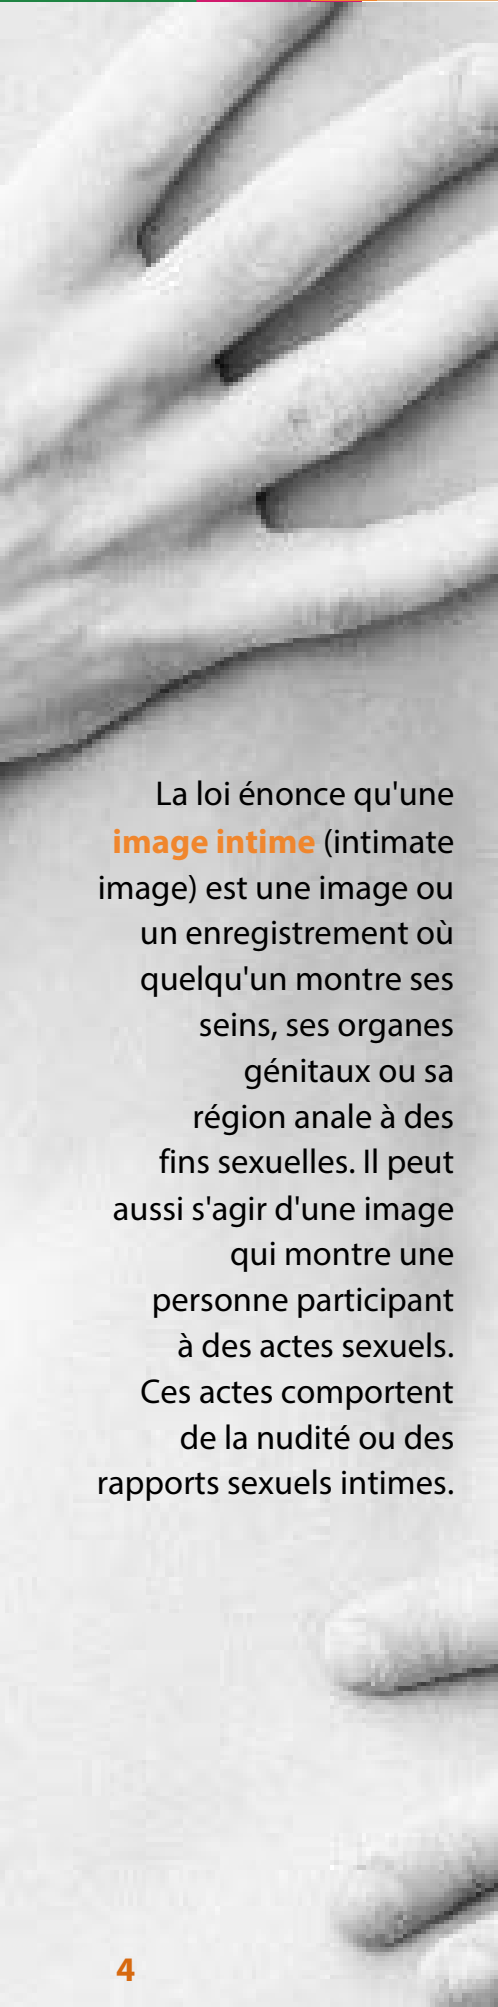 La loi énonce qu'une
image intime (intimate
image) est une image ou
un enregistrement où
quelqu'un montre ses
seins, ses organes
génitaux ou sa
région anale à des
fins sexuelles. Il peut
aussi s'agir d'une image
qui montre une
personne participant
à des actes sexuels.
Ces actes comportent
de la nudité ou des
rapports sexuels intimes.
4